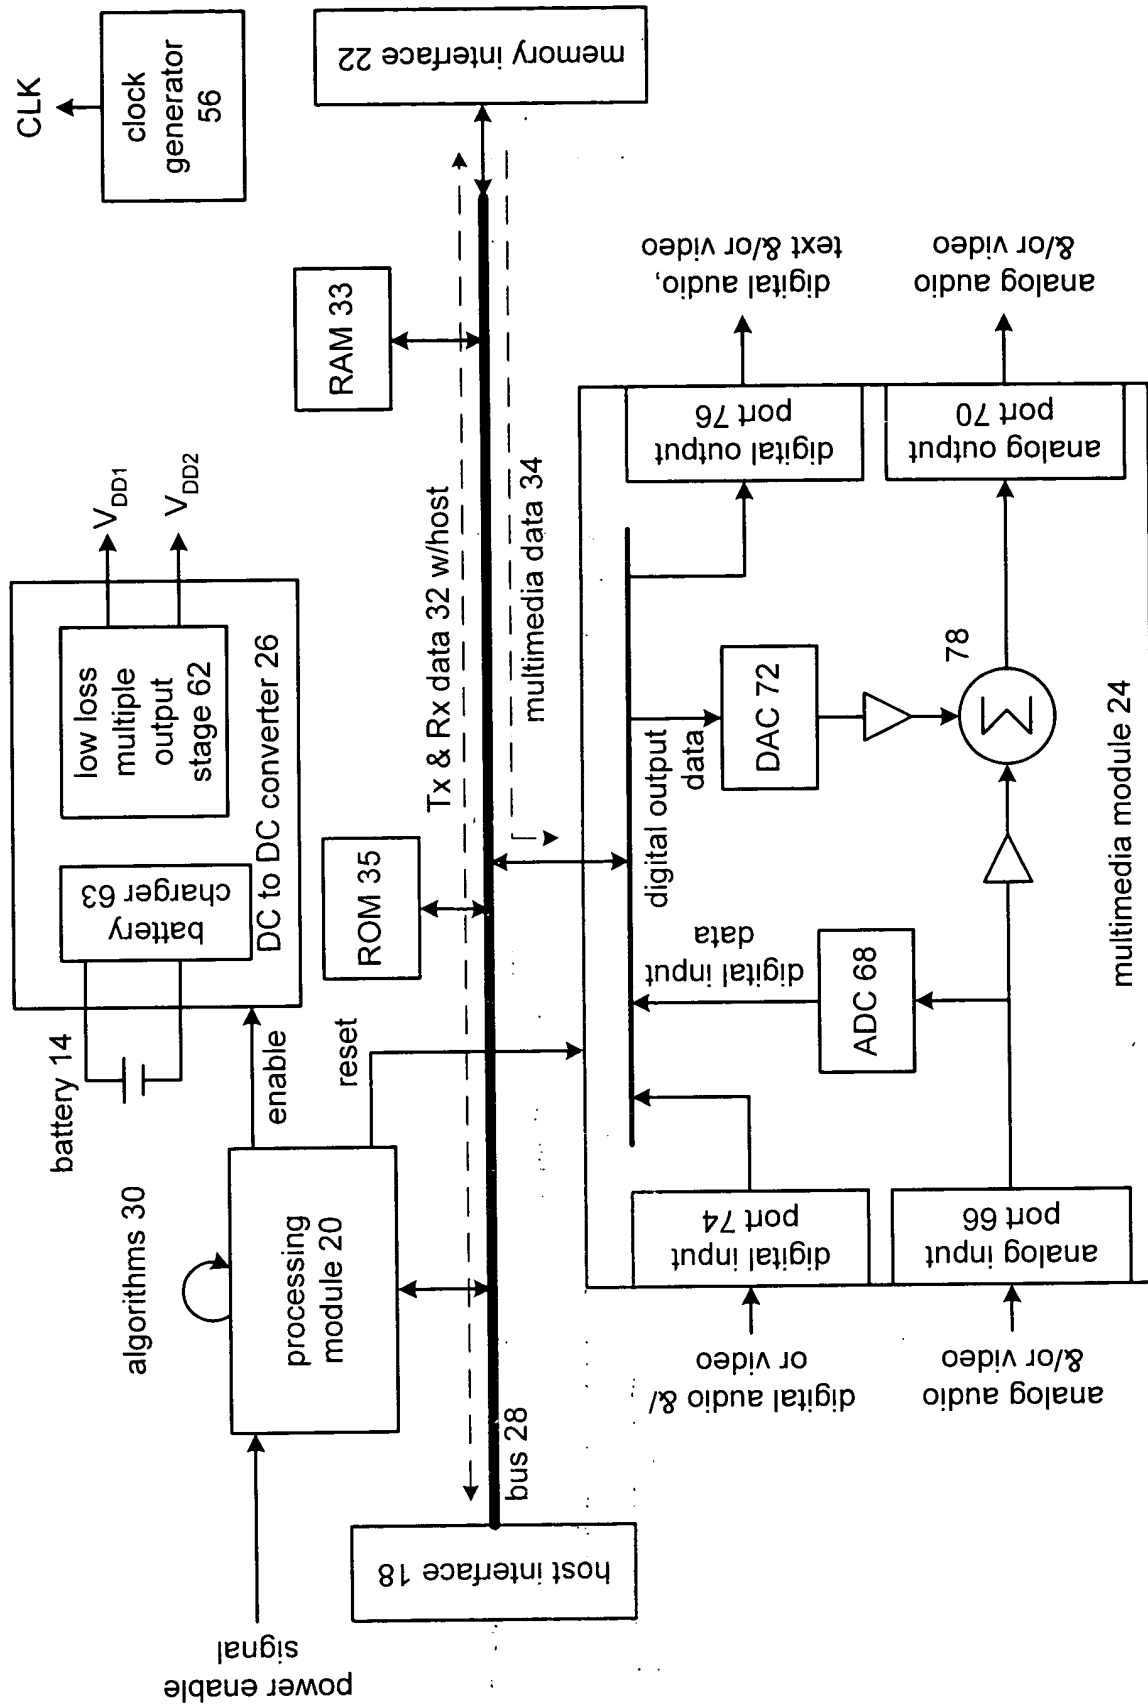 power enable
signal
algorithms 30
processing
module 20
enable
reset
battery 14
battery
charger 63
low loss
multiple
output
stage 62
DC to DC converter 26
VDD1
VDD2
CLK
clock
generator
56
host interface 18
bus 28
ROM 35
RAM 33
Tx & Rx data 32 w/host
multimedia data 34
memory interface 22
digital audio &/
or video
digital input
port 74
analog audio
&/or video
analog input
port 66
digital input
data
ADC 68
digital output
data
DAC 72
78
Σ
digital output
port 76
digital audio,
text &/or video
analog output
port 70
analog audio
&/or video
multimedia module 24